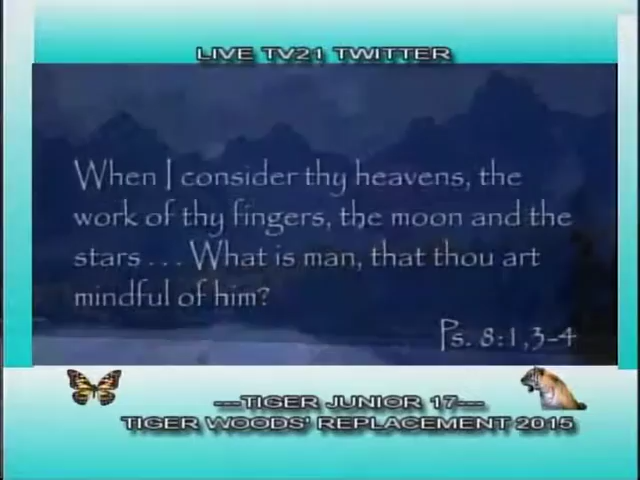 LIVE TV21 TWITTER
When I consider thy heavens, the
work of thy fingers, the moon and the
stars . . . What is man, that thou art
mindful of him?
Ps. 8:1,3-4
---TIGER JUNIOR 17---
TIGER WOODS' REPLACEMENT 2015